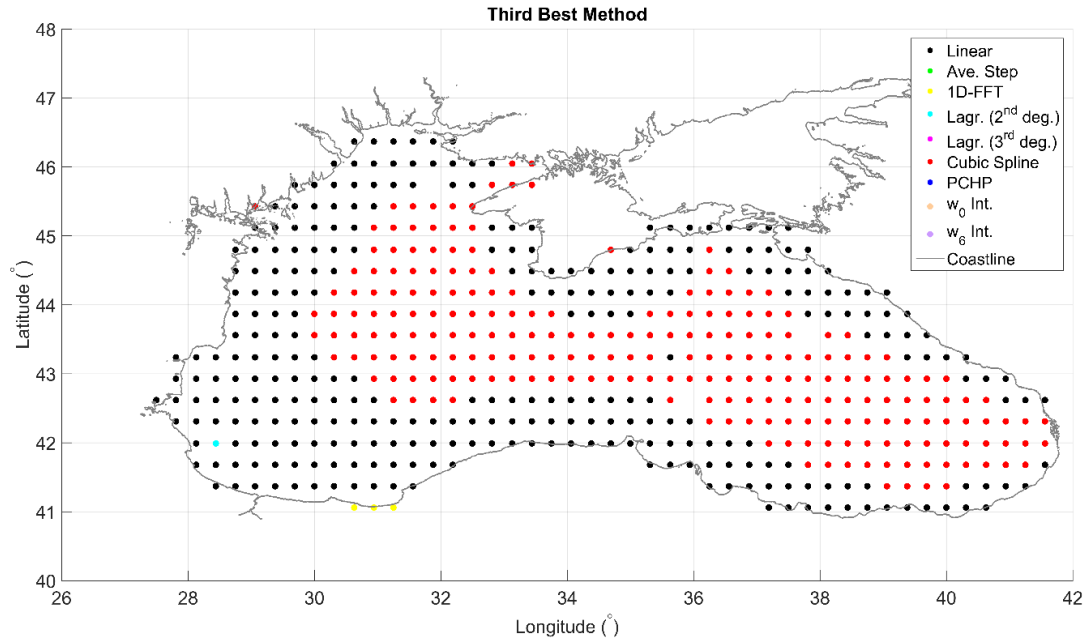 Third Best Method
48
47
46
45
44
43
42
41
40
26
28
30
32
34
36
38
40
42
Latitude (°)
Longitude (°)
Linear
Ave. Step
1D-FFT
Lagr. (2nd deg.)
Lagr. (3rd deg.)
Cubic Spline
PCHP
w0 Int.
w6 Int.
Coastline